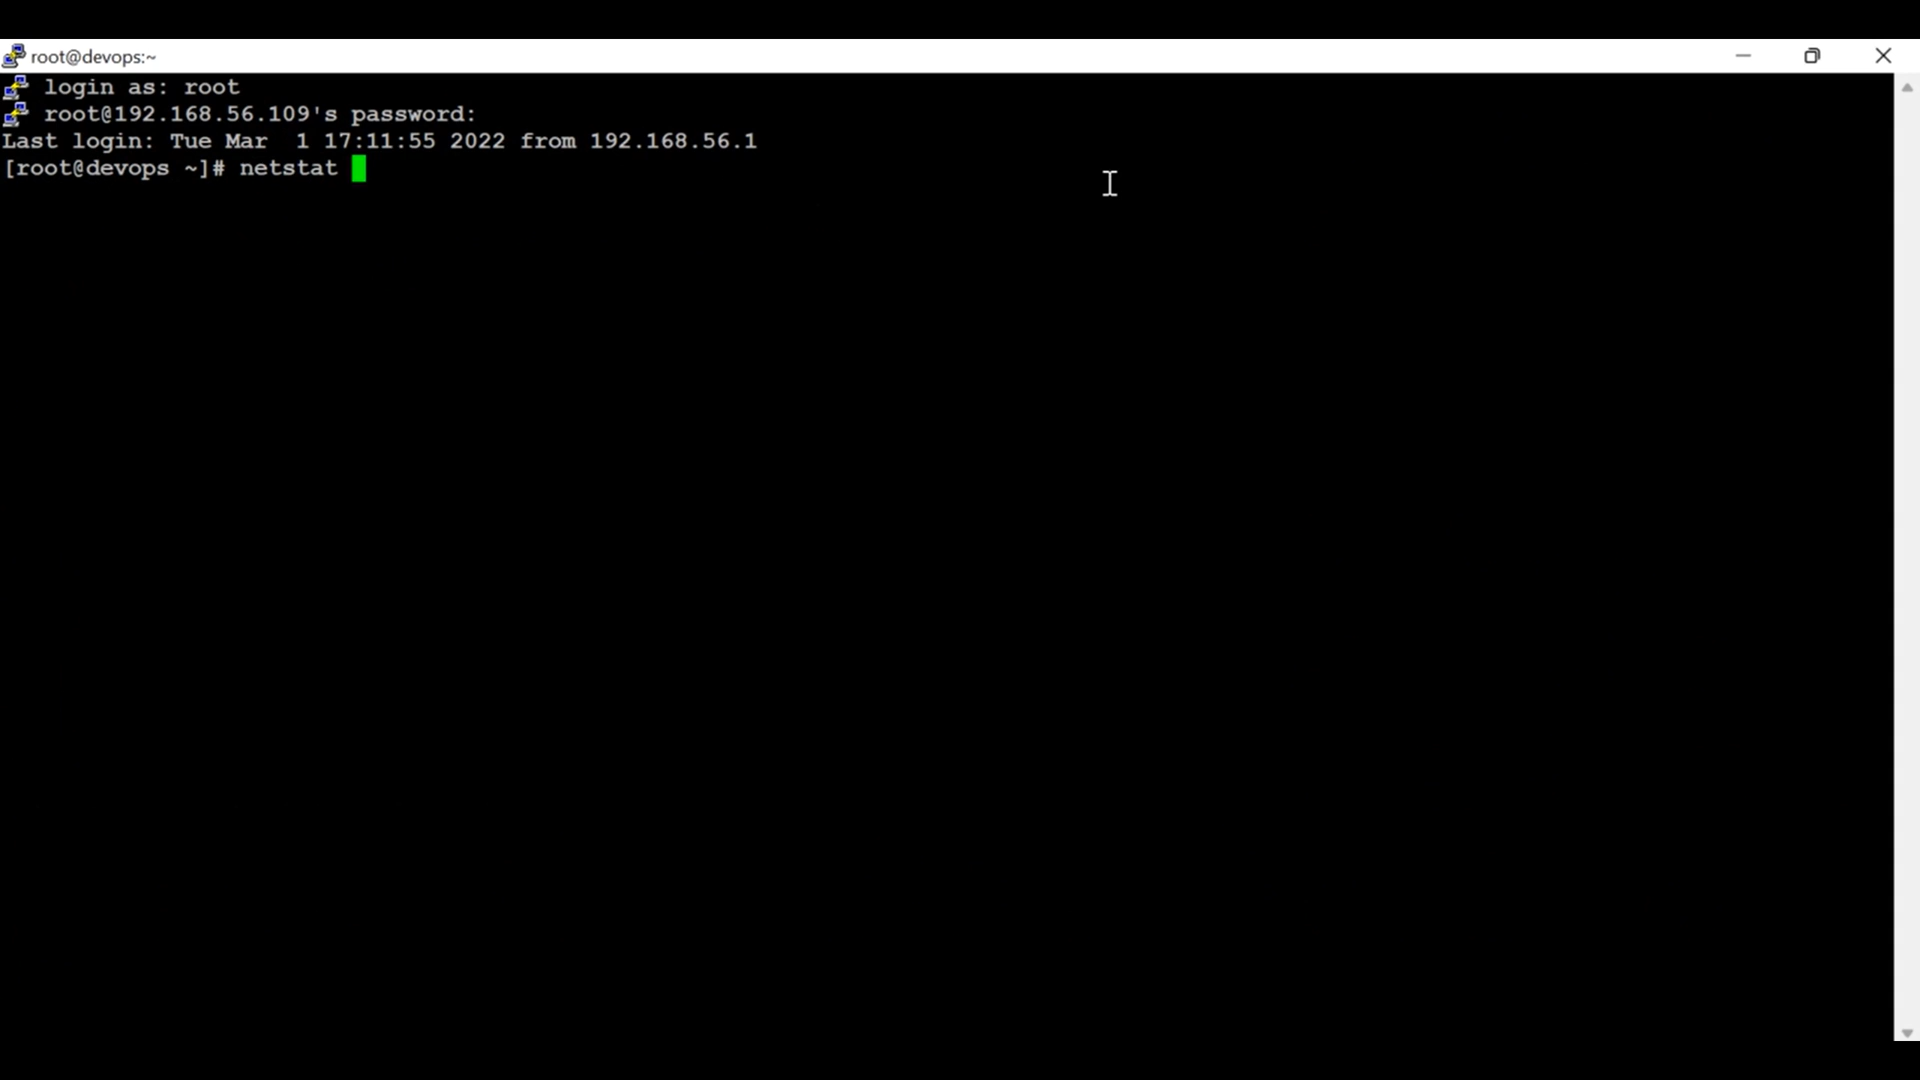 root@devops:~
login as: root
root@192.168.56.109's password:
Last login: Tue Mar  1 17:11:55 2022 from 192.168.56.1
[root@devops ~]# netstat